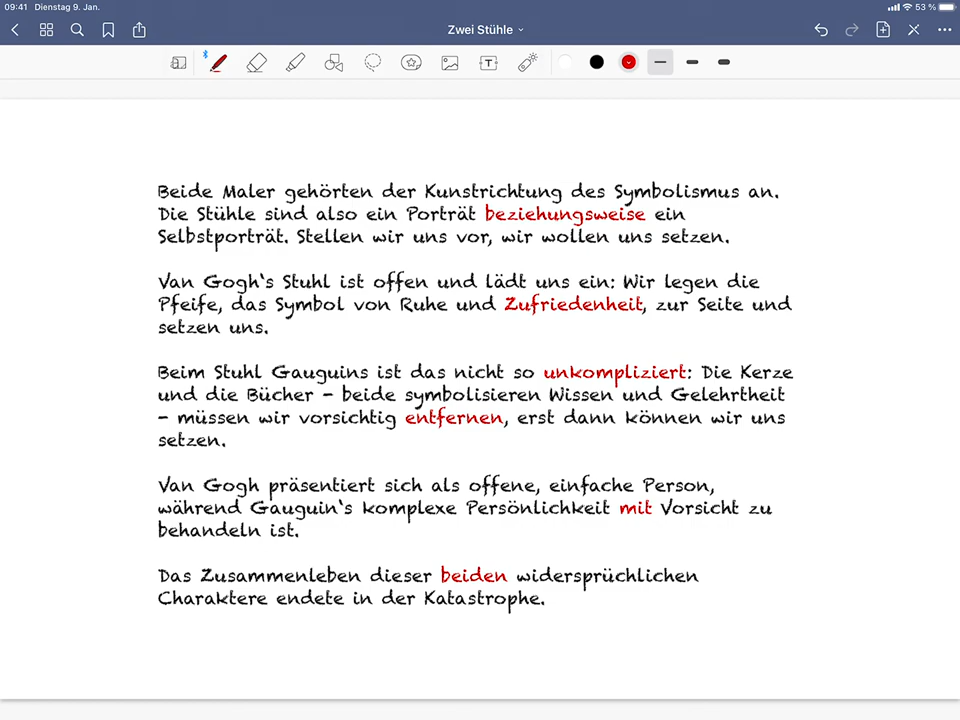 09:41 Dienstag 9. Jan. 53 %
Zwei Stühle
T
Beide Maler gehörten der Kunstrichtung des Symbolismus an.
Die Stühle sind also ein Porträt beziehungsweise ein
Selbstporträt. Stellen wir uns vor, wir wollen uns setzen.
Van Gogh's Stuhl ist offen und lädt uns ein: Wir legen die
Pfeife, das Symbol von Ruhe und Zufriedenheit, zur Seite und
setzen uns.
Beim Stuhl Gauguins ist das nicht so unkompliziert: Die Kerze
und die Bücher - beide symbolisieren Wissen und Gelehrtheit
- müssen wir vorsichtig entfernen, erst dann können wir uns
setzen.
Van Gogh präsentiert sich als offene, einfache Person,
während Gauguin's komplexe Persönlichkeit mit Vorsicht zu
behandeln ist.
Das Zusammenleben dieser beiden widersprüchlichen
Charaktere endete in der Katastrophe.